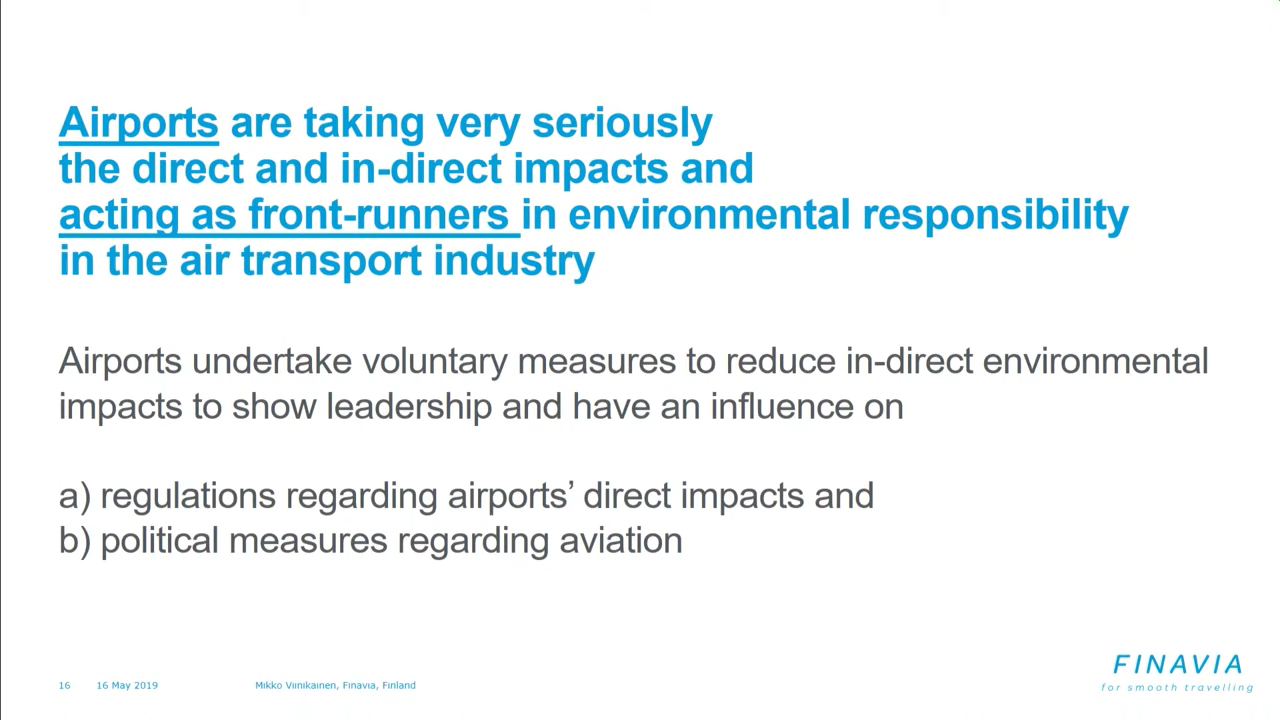 Airports are taking very seriously
the direct and in-direct impacts and
acting as front-runners in environmental responsibility
in the air transport industry
Airports undertake voluntary measures to reduce in-direct environmental
impacts to show leadership and have an influence on
a) regulations regarding airports’ direct impacts and
b) political measures regarding aviation
FINAVIA
for smooth travelling
16 16 May 2019 Mikko Viinikainen, Finavia, Finland